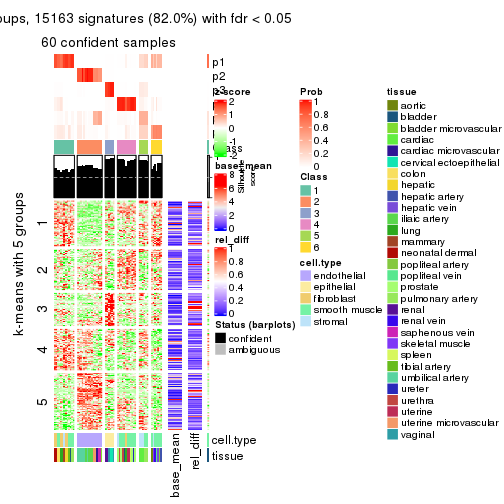 oups, 15163 signatures (82.0%) with fdr < 0.05
60 confident samples
p1
p2
p3
z-score
2
1
0
-1
-2
Silhouette
score
base_mean
8
6
4
2
0
rel_diff
1
0.8
0.6
0.4
0.2
0
Status (barplots)
confident
ambiguous
k-means with 5 groups
1
2
3
4
5
cell.type
tissue
base_mean
rel_diff
Prob
1
0.8
0.6
0.4
0.2
0
Class
1
2
3
4
5
6
cell.type
endothelial
epithelial
fibroblast
smooth muscle
stromal
tissue
aortic
bladder
bladder microvascular
cardiac
cardiac microvascular
cervical ectoepithelial
colon
hepatic
hepatic artery
hepatic vein
iliac artery
lung
mammary
neonatal dermal
popliteal artery
popliteal vein
prostate
pulmonary artery
renal
renal vein
saphenous vein
skeletal muscle
spleen
tibial artery
umbilical artery
ureter
urethra
uterine
uterine microvascular
vaginal